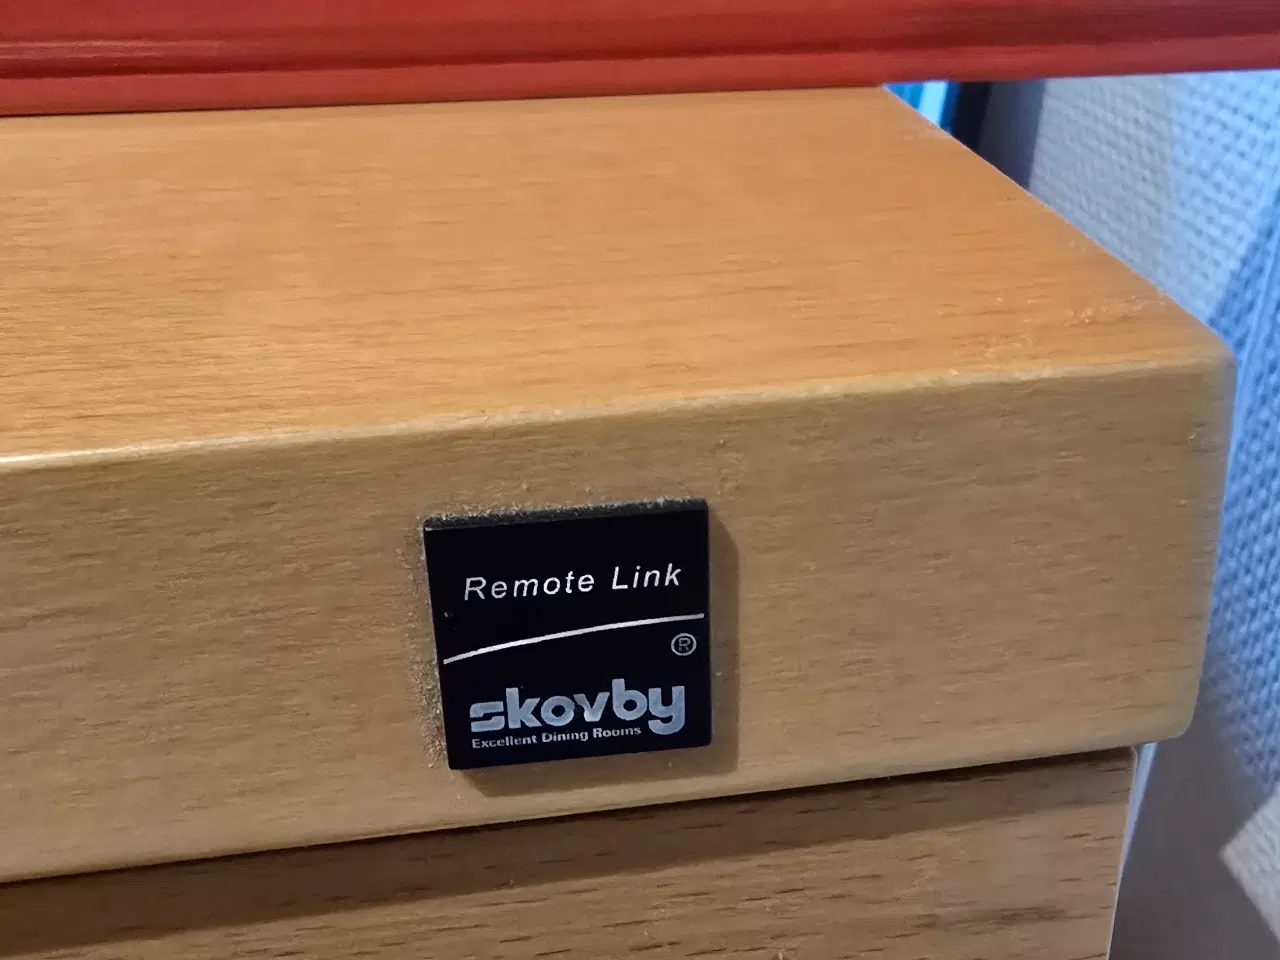 Remote Link
®
skovby
Excellent Dining Rooms